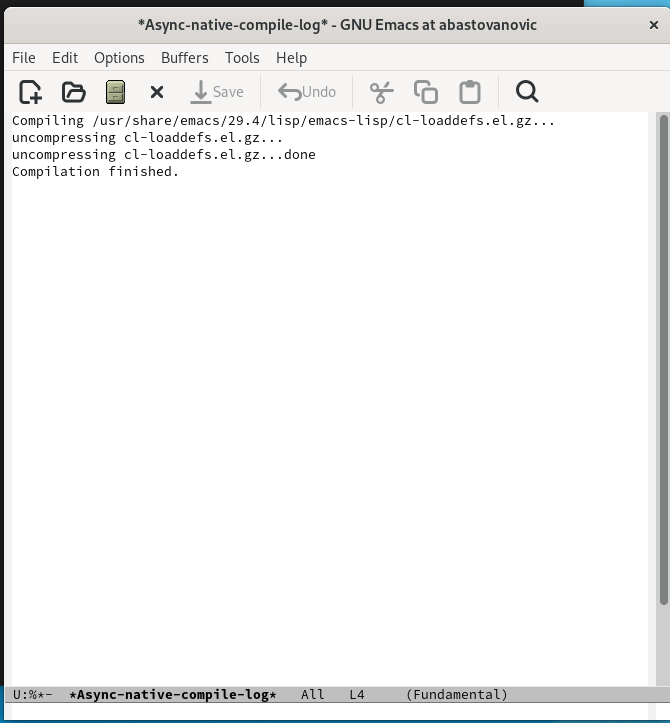 *Async-native-compile-log* - GNU Emacs at abastovanovic
File Edit Options Buffers Tools Help
Save Undo
Compiling /usr/share/emacs/29.4/lisp/emacs-lisp/cl-loaddefs.el.gz...
uncompressing cl-loaddefs.el.gz...
uncompressing cl-loaddefs.el.gz...done
Compilation finished.
U:%*- *Async-native-compile-log* All L4 (Fundamental)